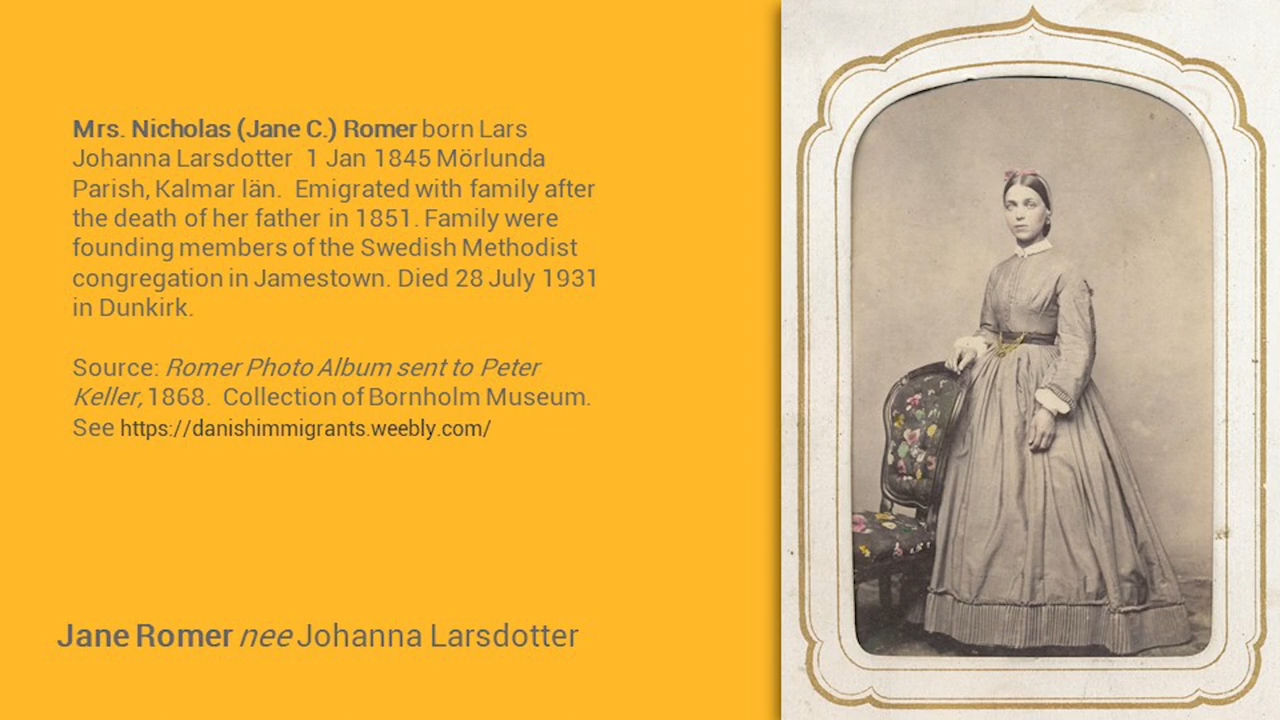 Mrs. Nicholas (Jane C.) Romer born Lars
Johanna Larsdotter 1 Jan 1845 Mörlunda
Parish, Kalmar län. Emigrated with family after
the death of her father in 1851. Family were
founding members of the Swedish Methodist
congregation in Jamestown. Died 28 July 1931
in Dunkirk.
Source: Romer Photo Album sent to Peter
Keller, 1868. Collection of Bornholm Museum.
See https://danishimmigrants.weebly.com/
Jane Romer nee Johanna Larsdotter